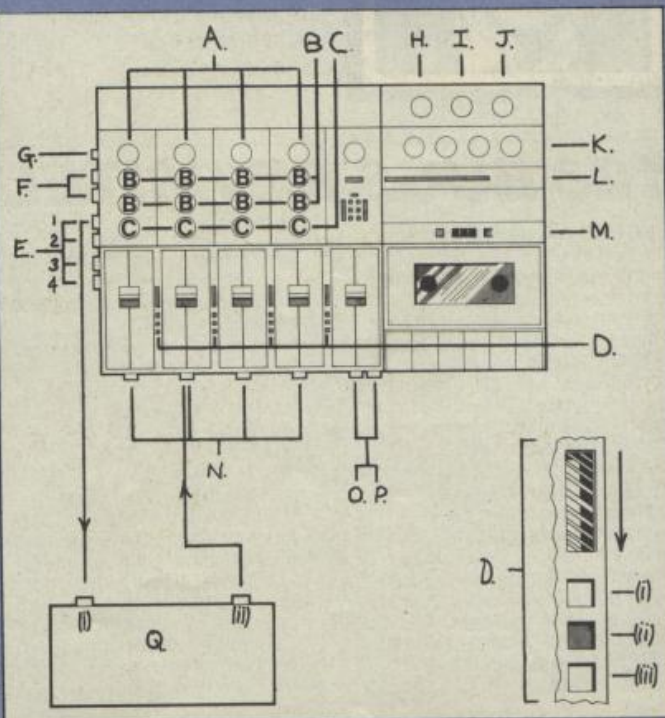 A. B C. H. I. J.
G. K.
F. B B B B L.
B B B B
E. 1 C C C C M.
2
3
4
D.
N.
O. P.
D. (i)
(ii)
(iii)
(i) Q. (ii)